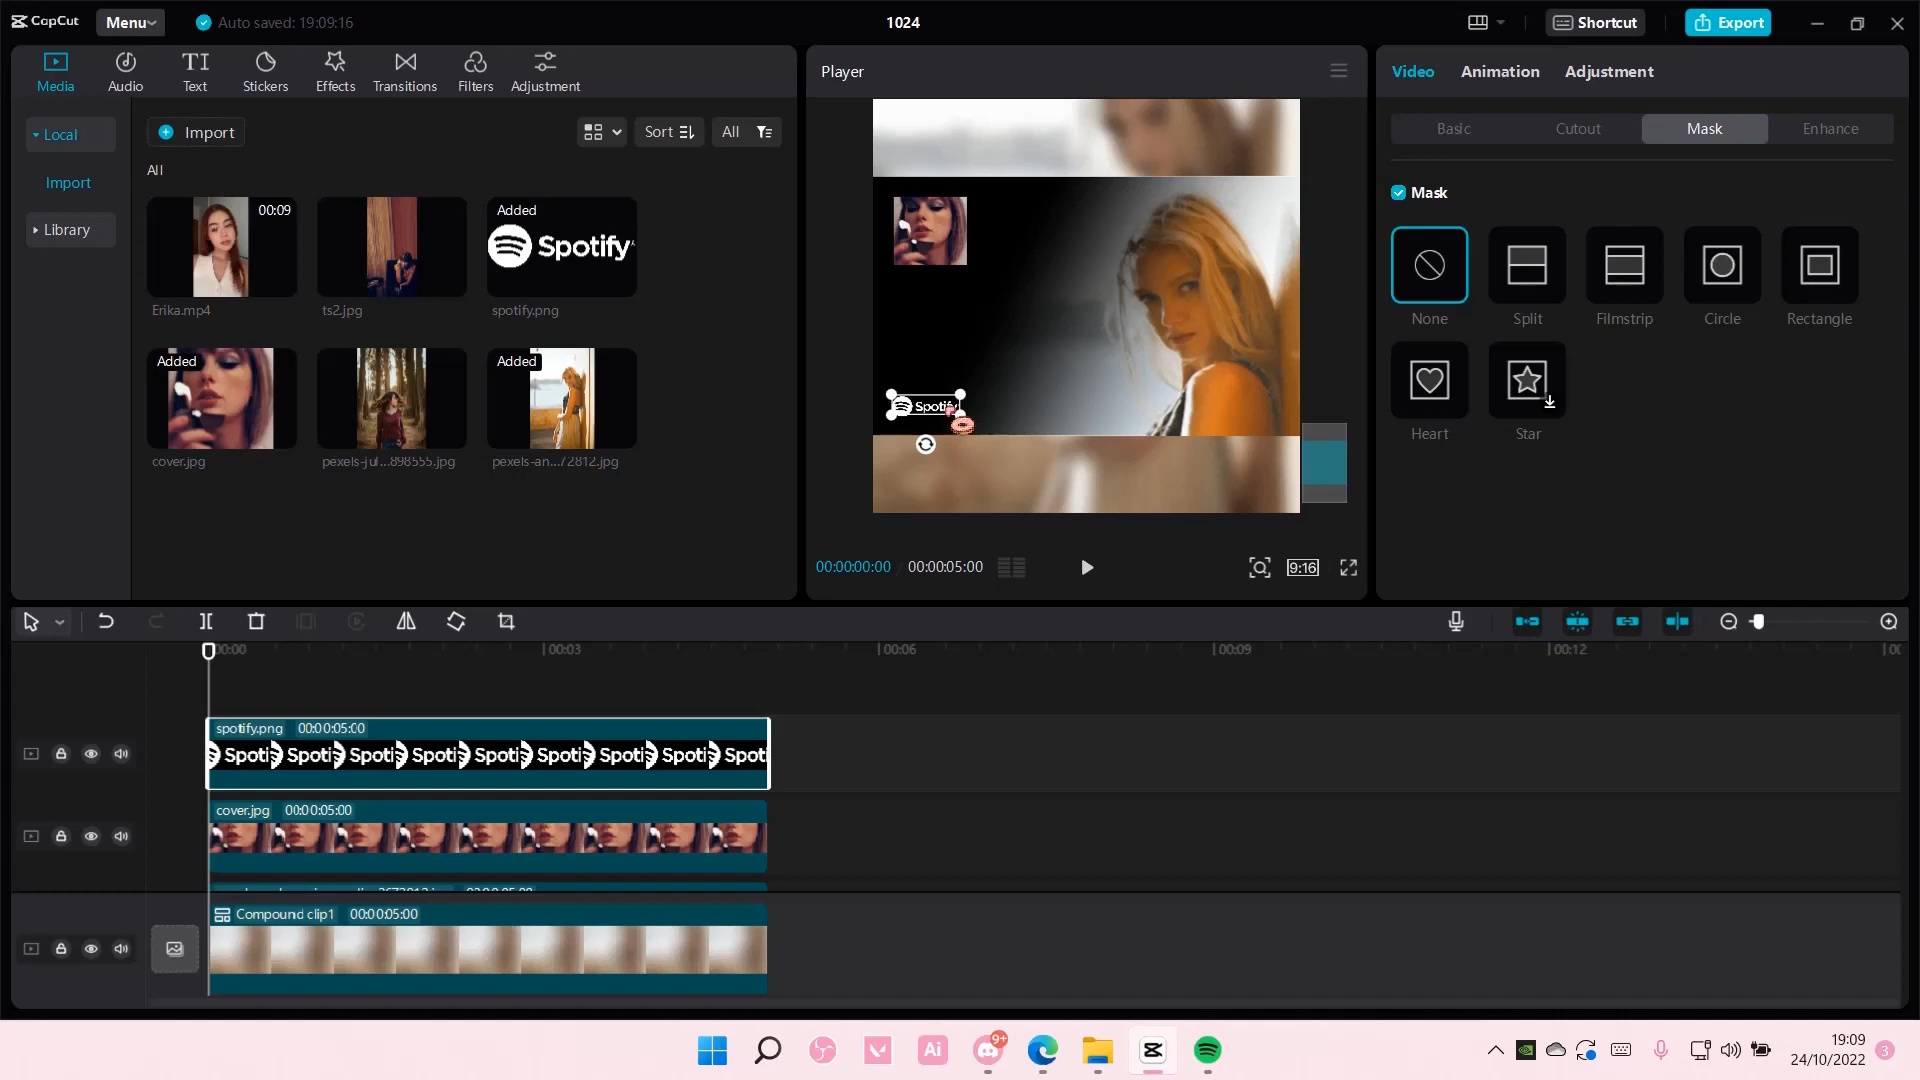 CapCut
Menu
Auto saved: 19:09:16
1024
Shortcut
Export
Media
Audio
Text
Stickers
Effects
Transitions
Filters
Adjustment
Local
Import
Library
Import
Sort
All
All
00:09
Added
Spotify
Erika.mp4
ts2.jpg
spotify.png
Added
Added
cover.jpg
pexels-jul...898555.jpg
pexels-an...72812.jpg
Player
Spotify
00:00:00:00
00:00:05:00
9:16
Video
Animation
Adjustment
Basic
Cutout
Mask
Enhance
Mask
None
Split
Filmstrip
Circle
Rectangle
Heart
Star
00:00
00:03
00:06
00:09
00:12
spotify.png 00:00:05:00
Spoti Spoti Spoti Spoti Spoti Spoti Spoti Spoti Spoti
cover.jpg 00:00:05:00
Compound clip1 00:00:05:00
Ai
9+
19:09
24/10/2022
3